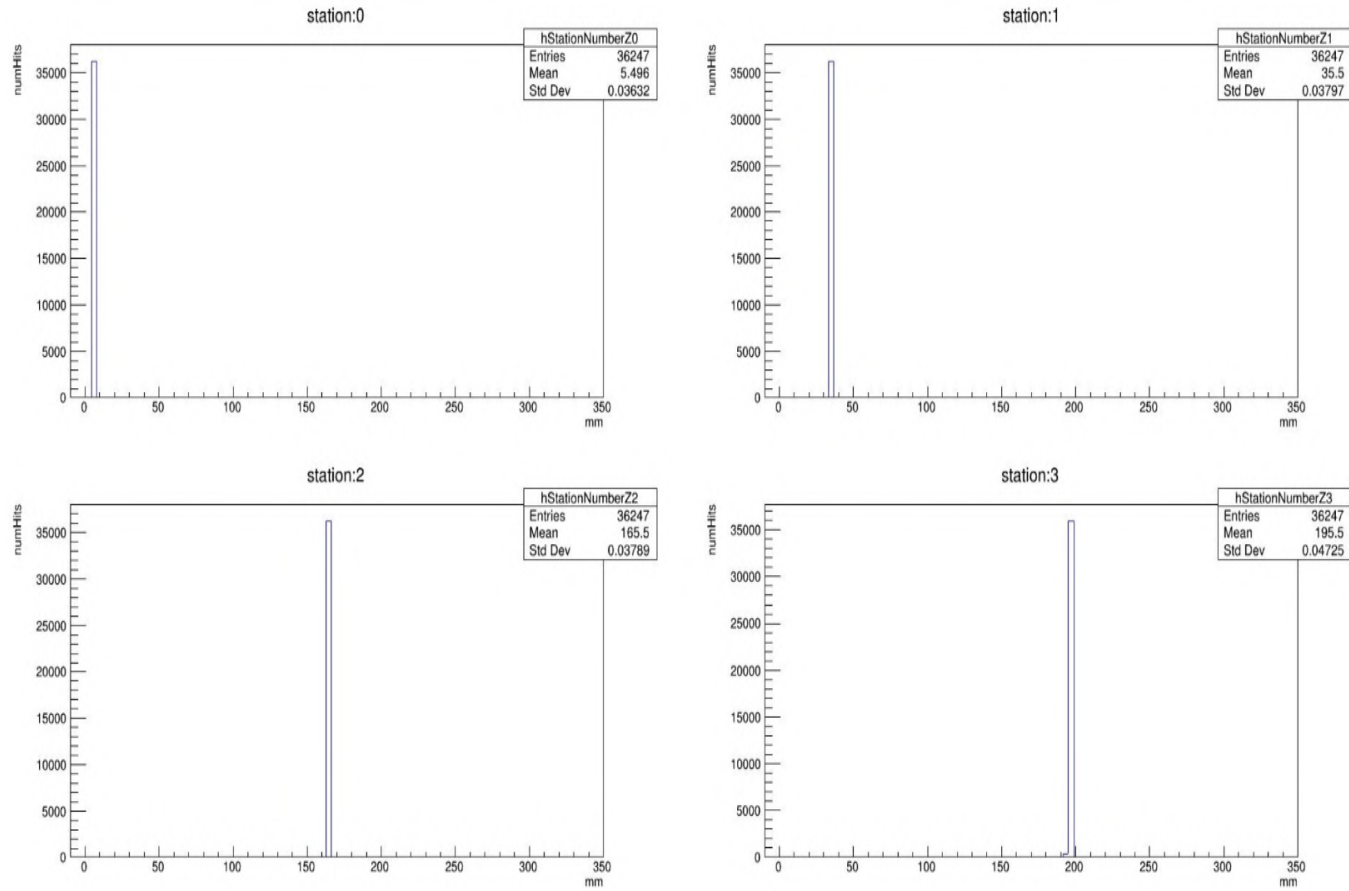 station:0
numHits
hStationNumberZ0
Entries 36247
Mean 5.496
Std Dev 0.03632
35000
30000
25000
20000
15000
10000
5000
0
0 50 100 150 200 250 300 350
mm
station:1
numHits
hStationNumberZ1
Entries 36247
Mean 35.5
Std Dev 0.03797
35000
30000
25000
20000
15000
10000
5000
0
0 50 100 150 200 250 300 350
mm
station:2
numHits
hStationNumberZ2
Entries 36247
Mean 165.5
Std Dev 0.03789
35000
30000
25000
20000
15000
10000
5000
0
0 50 100 150 200 250 300 350
mm
station:3
numHits
hStationNumberZ3
Entries 36247
Mean 195.5
Std Dev 0.04725
35000
30000
25000
20000
15000
10000
5000
0
0 50 100 150 200 250 300 350
mm